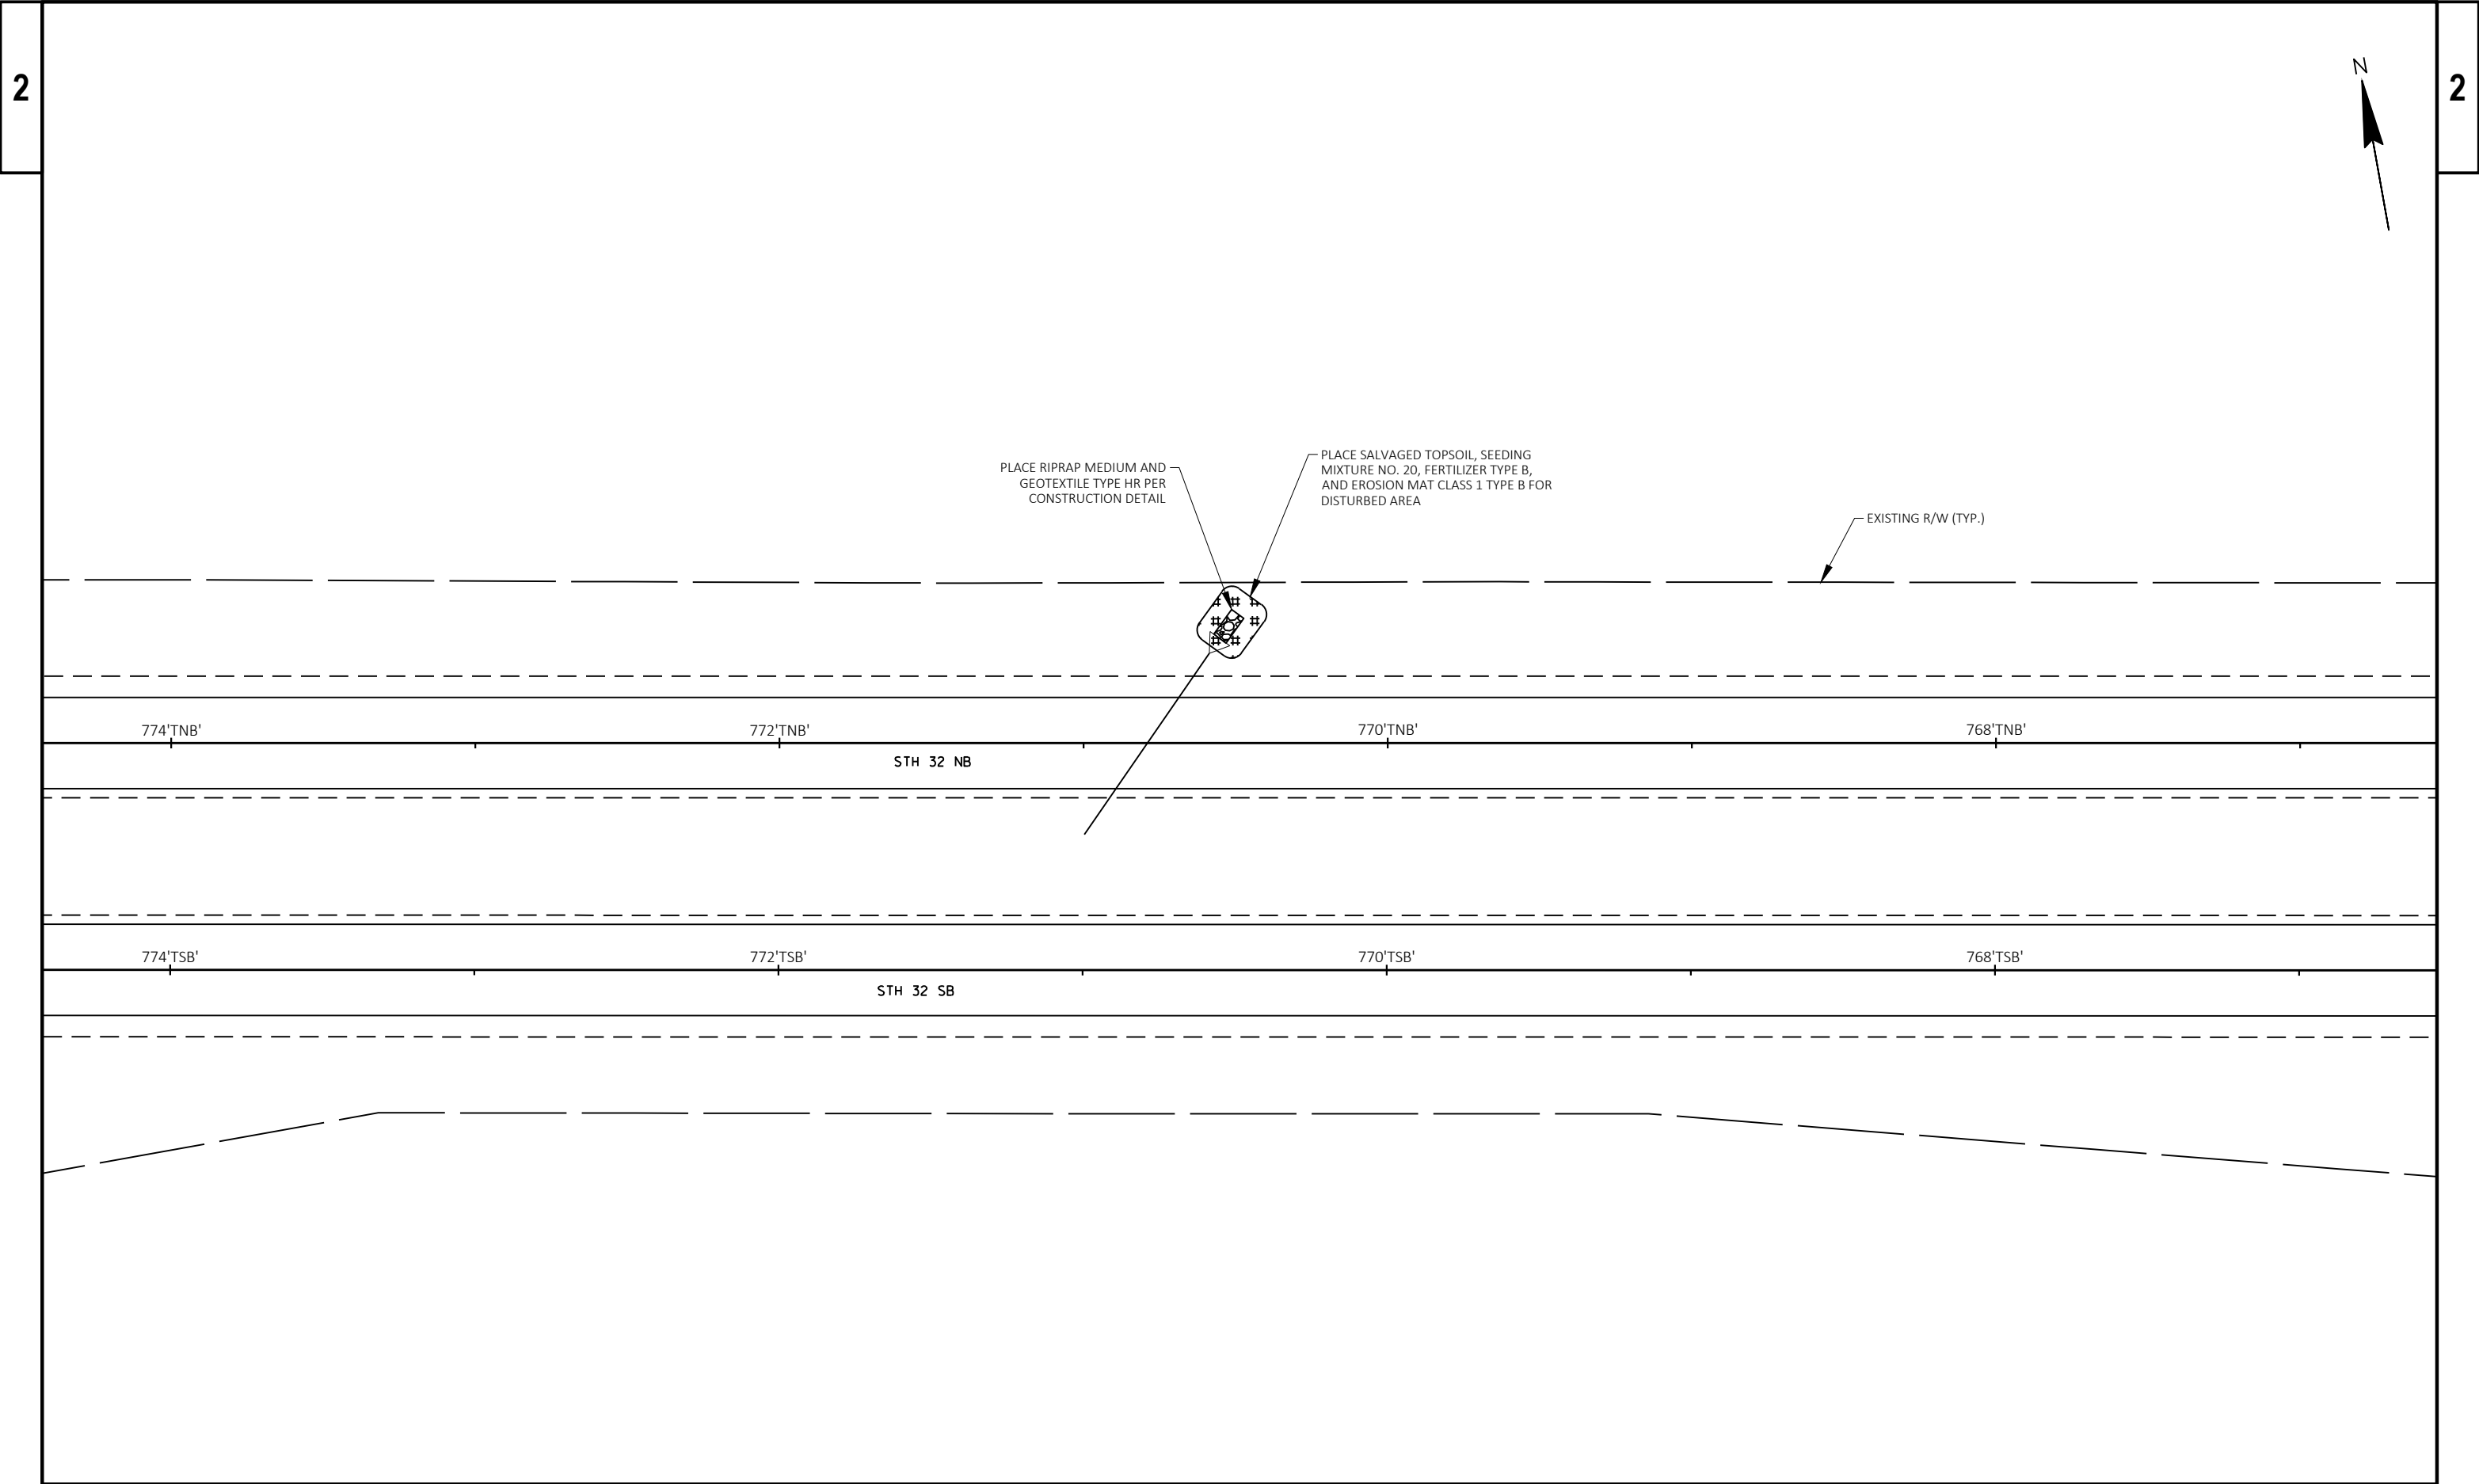 2
2
N
PLACE RIPRAP MEDIUM AND
GEOTEXTILE TYPE HR PER
CONSTRUCTION DETAIL
PLACE SALVAGED TOPSOIL, SEEDING
MIXTURE NO. 20, FERTILIZER TYPE B,
AND EROSION MAT CLASS 1 TYPE B FOR
DISTURBED AREA
EXISTING R/W (TYP.)
774'TNB'
772'TNB'
770'TNB'
768'TNB'
STH 32 NB
774'TSB'
772'TSB'
770'TSB'
768'TSB'
STH 32 SB